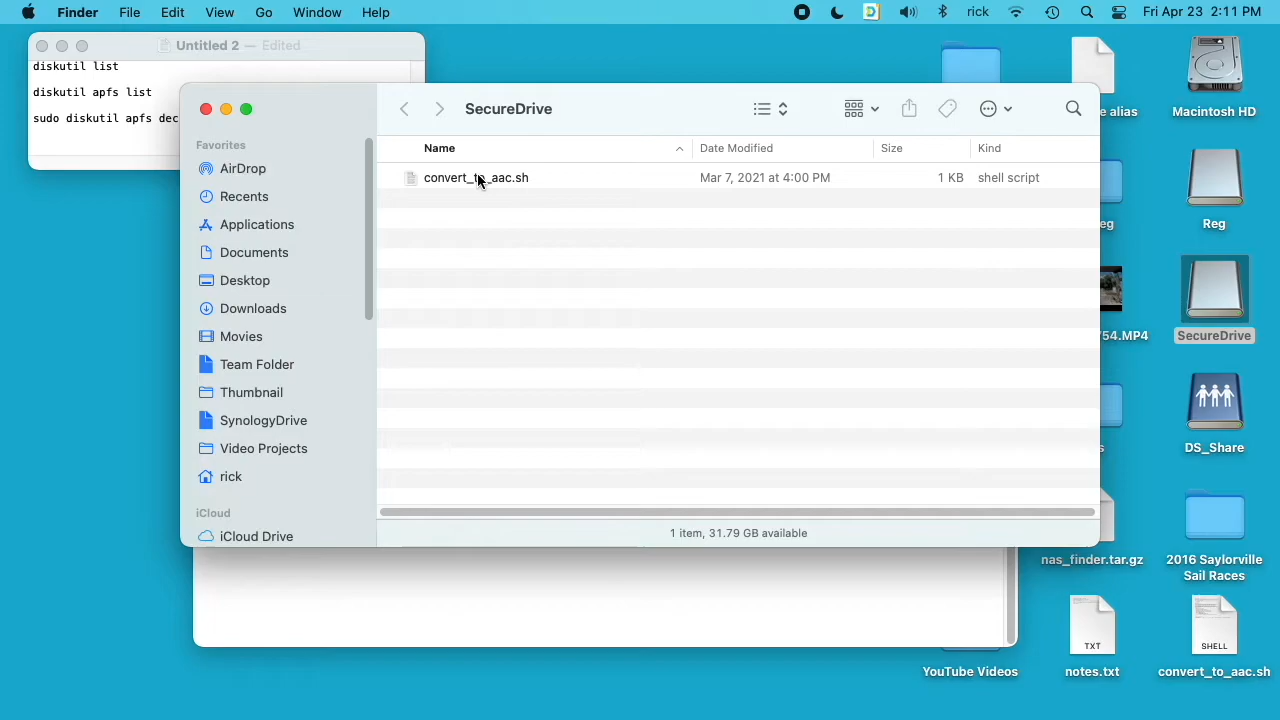 Finder File Edit View Go Window Help rick Fri Apr 23 2:11 PM
Untitled 2 — Edited
diskutil list
diskutil apfs list
sudo diskutil apfs dec
SecureDrive
Name Date Modified Size Kind
convert_to_aac.sh Mar 7, 2021 at 4:00 PM 1 KB shell script
1 item, 31.79 GB available
Favorites
AirDrop
Recents
Applications
Documents
Desktop
Downloads
Movies
Team Folder
Thumbnail
SynologyDrive
Video Projects
rick
iCloud
iCloud Drive
e alias
Macintosh HD
eg
Reg
54.MP4
SecureDrive
s
DS_Share
nas_finder.tar.gz
2016 Saylorville
Sail Races
YouTube Videos
TXT
notes.txt
SHELL
convert_to_aac.sh